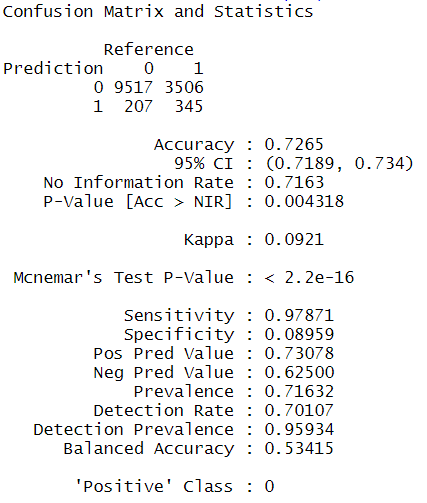 Confusion Matrix and Statistics
Reference
Prediction 0 1
0 9517 3506
1 207 345
Accuracy : 0.7265
95% CI : (0.7189, 0.734)
No Information Rate : 0.7163
P-Value [Acc > NIR] : 0.004318
Kappa : 0.0921
Mcnemar's Test P-Value : < 2.2e-16
Sensitivity : 0.97871
Specificity : 0.08959
Pos Pred Value : 0.73078
Neg Pred Value : 0.62500
Prevalence : 0.71632
Detection Rate : 0.70107
Detection Prevalence : 0.95934
Balanced Accuracy : 0.53415
'Positive' Class : 0